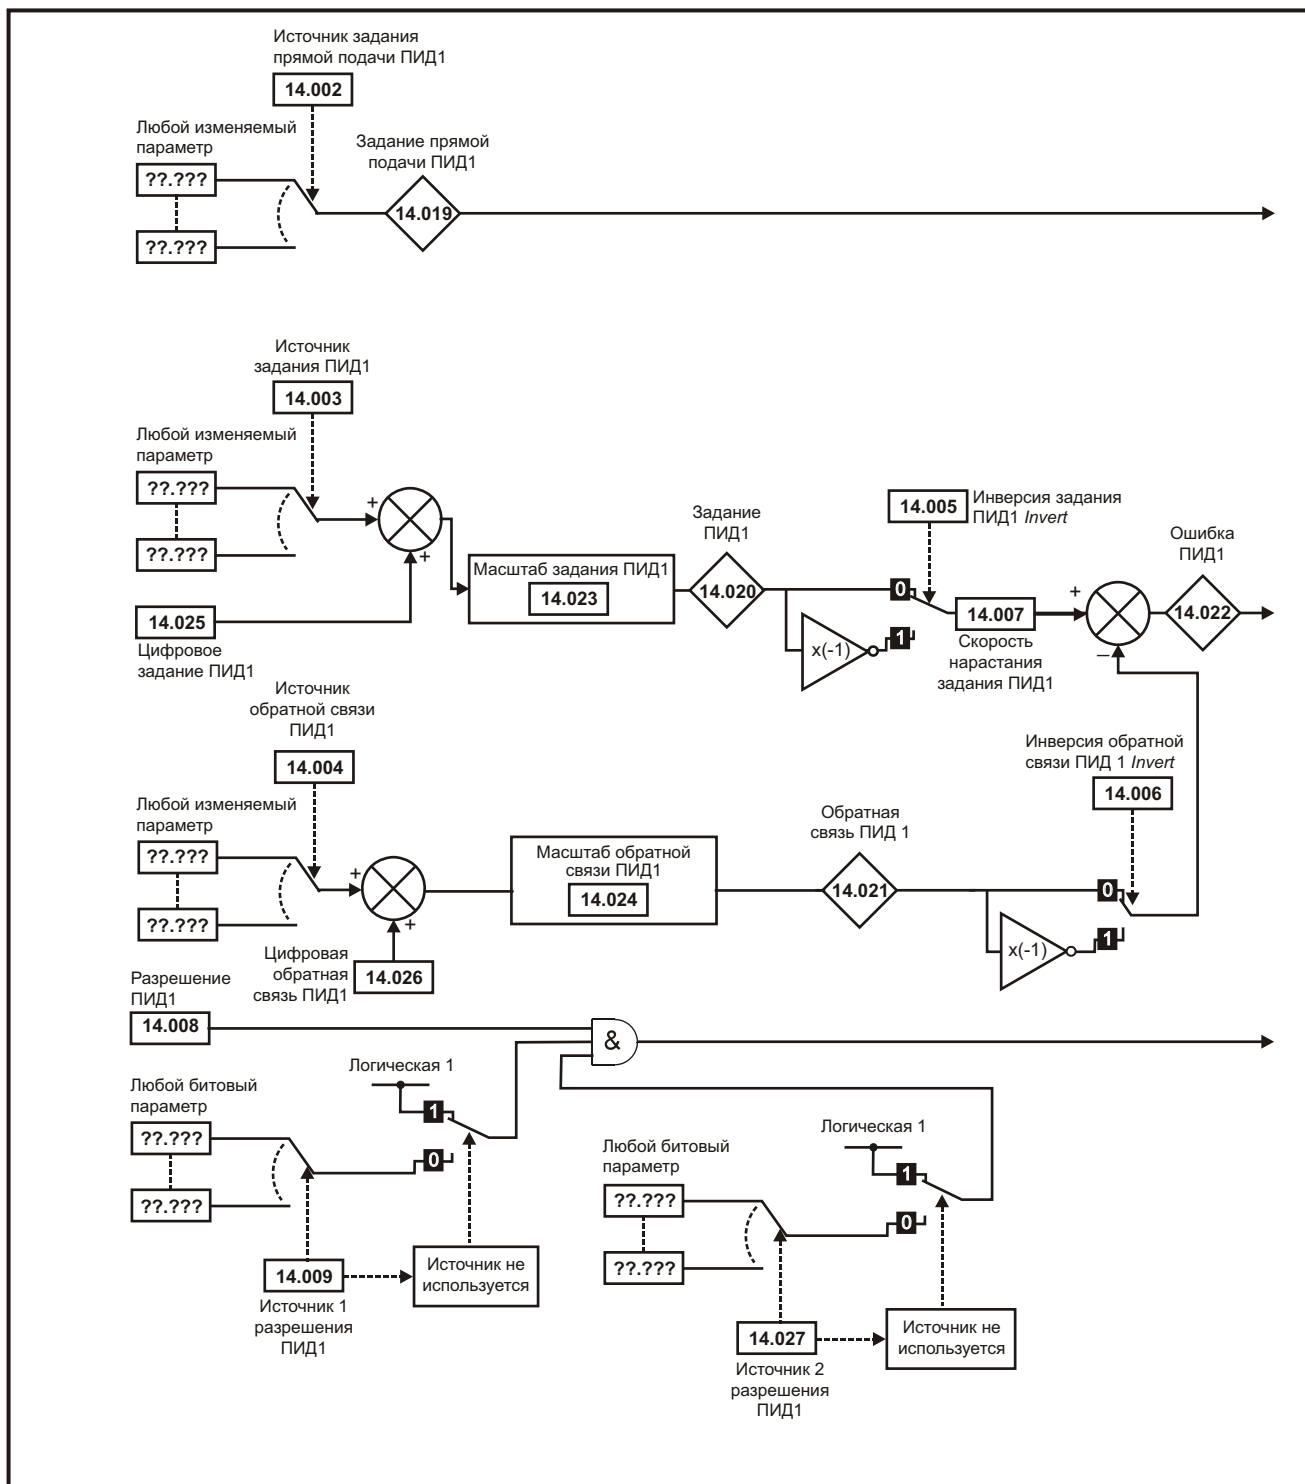 Источник задания
прямой подачи ПИД1
14.002
Любой изменяемый
параметр
??.???
??.???
Задание прямой
подачи ПИД1
14.019
Источник
задания ПИД1
14.003
Любой изменяемый
параметр
??.???
??.???
+
+
14.025
Цифровое
задание ПИД1
Масштаб задания ПИД1
14.023
Задание
ПИД1
14.020
x(-1)
0
1
14.005
Инверсия задания
ПИД1 Invert
14.007
Скорость
нарастания
задания ПИД1
+
–
Ошибка
ПИД1
14.022
Источник
обратной связи
ПИД1
14.004
Любой изменяемый
параметр
??.???
??.???
+
+
Цифровая
обратная
связь ПИД1
14.026
Масштаб обратной
связи ПИД1
14.024
Обратная
связь ПИД 1
14.021
Инверсия обратной
связи ПИД 1 Invert
14.006
0
x(-1)
1
Разрешение
ПИД1
14.008
&
Любой битовый
параметр
??.???
??.???
Логическая 1
1
0
14.009
Источник 1
разрешения
ПИД1
Источник не
используется
Любой битовый
параметр
??.???
??.???
Логическая 1
1
0
14.027
Источник 2
разрешения
ПИД1
Источник не
используется